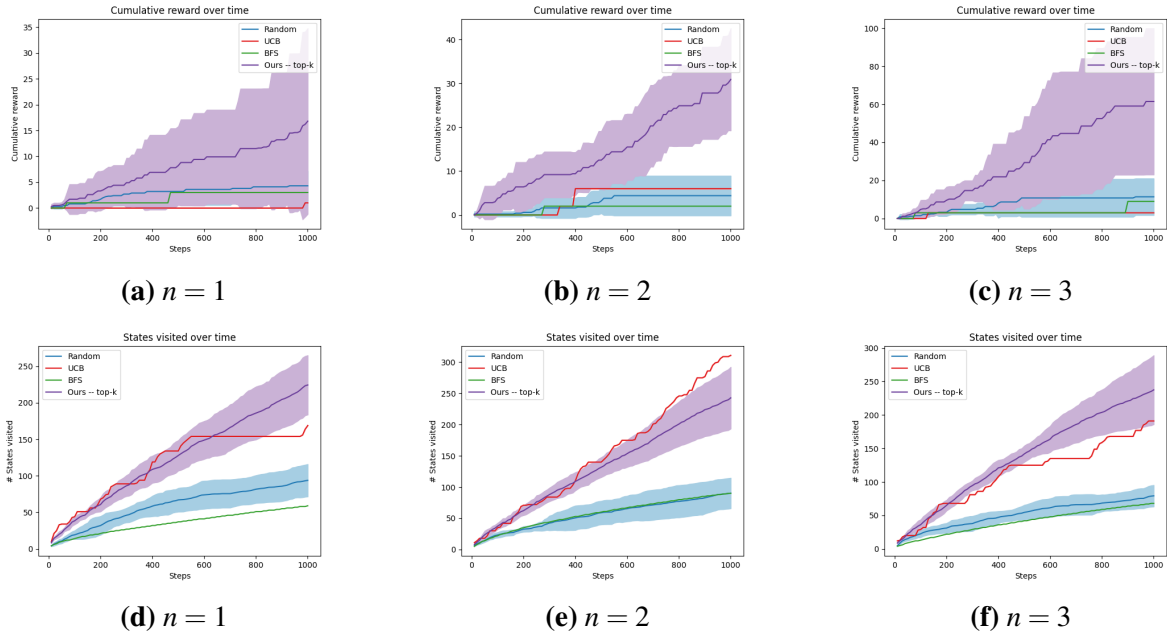 Cumulative reward over time
Cumulative reward
35
30
25
20
15
10
5
0
Random
UCB
BFS
Ours -- top-k
0 200 400 600 800 1000
Steps
(a) n = 1
Cumulative reward over time
Cumulative reward
40
30
20
10
0
Random
UCB
BFS
Ours -- top-k
0 200 400 600 800 1000
Steps
(b) n = 2
Cumulative reward over time
Cumulative reward
100
80
60
40
20
0
Random
UCB
BFS
Ours -- top-k
0 200 400 600 800 1000
Steps
(c) n = 3
States visited over time
# States visited
250
200
150
100
50
0
Random
UCB
BFS
Ours -- top-k
0 200 400 600 800 1000
Steps
(d) n = 1
States visited over time
# States visited
300
250
200
150
100
50
0
Random
UCB
BFS
Ours -- top-k
0 200 400 600 800 1000
Steps
(e) n = 2
States visited over time
# States visited
300
250
200
150
100
50
0
Random
UCB
BFS
Ours -- top-k
0 200 400 600 800 1000
Steps
(f) n = 3